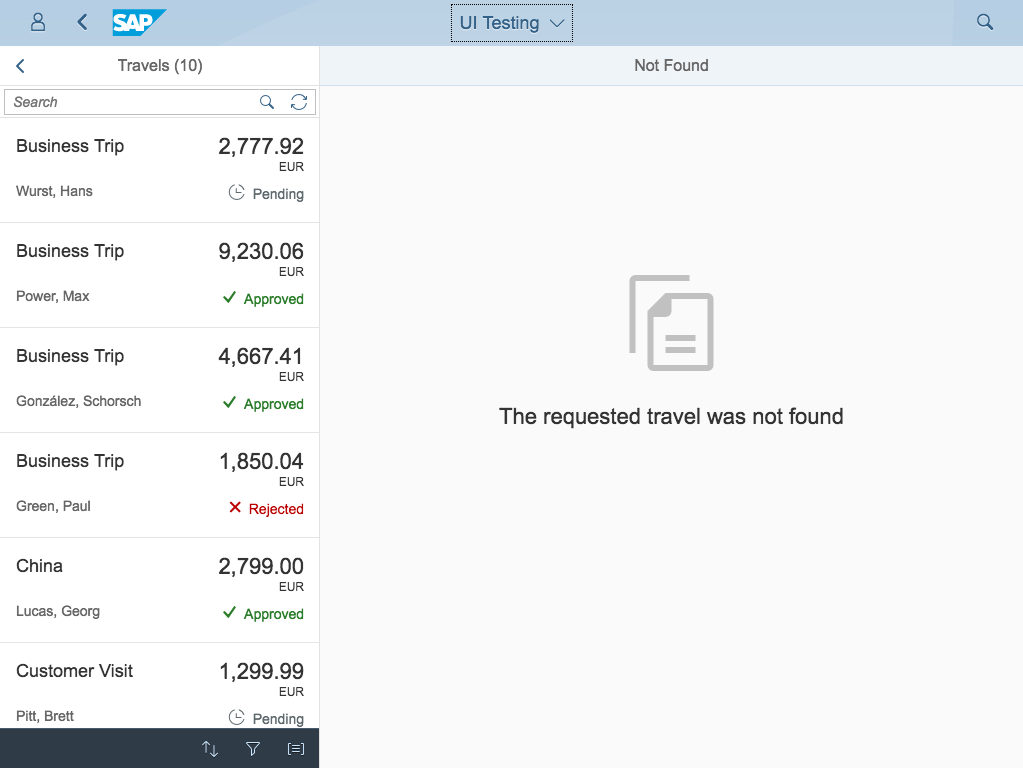 SAP
UI Testing
Travels (10)
Not Found
Search
Business Trip 2,777.92
EUR
Wurst, Hans Pending
Business Trip 9,230.06
EUR
Power, Max Approved
Business Trip 4,667.41
EUR
González, Schorsch Approved
Business Trip 1,850.04
EUR
Green, Paul Rejected
China 2,799.00
EUR
Lucas, Georg Approved
Customer Visit 1,299.99
EUR
Pitt, Brett Pending
The requested travel was not found